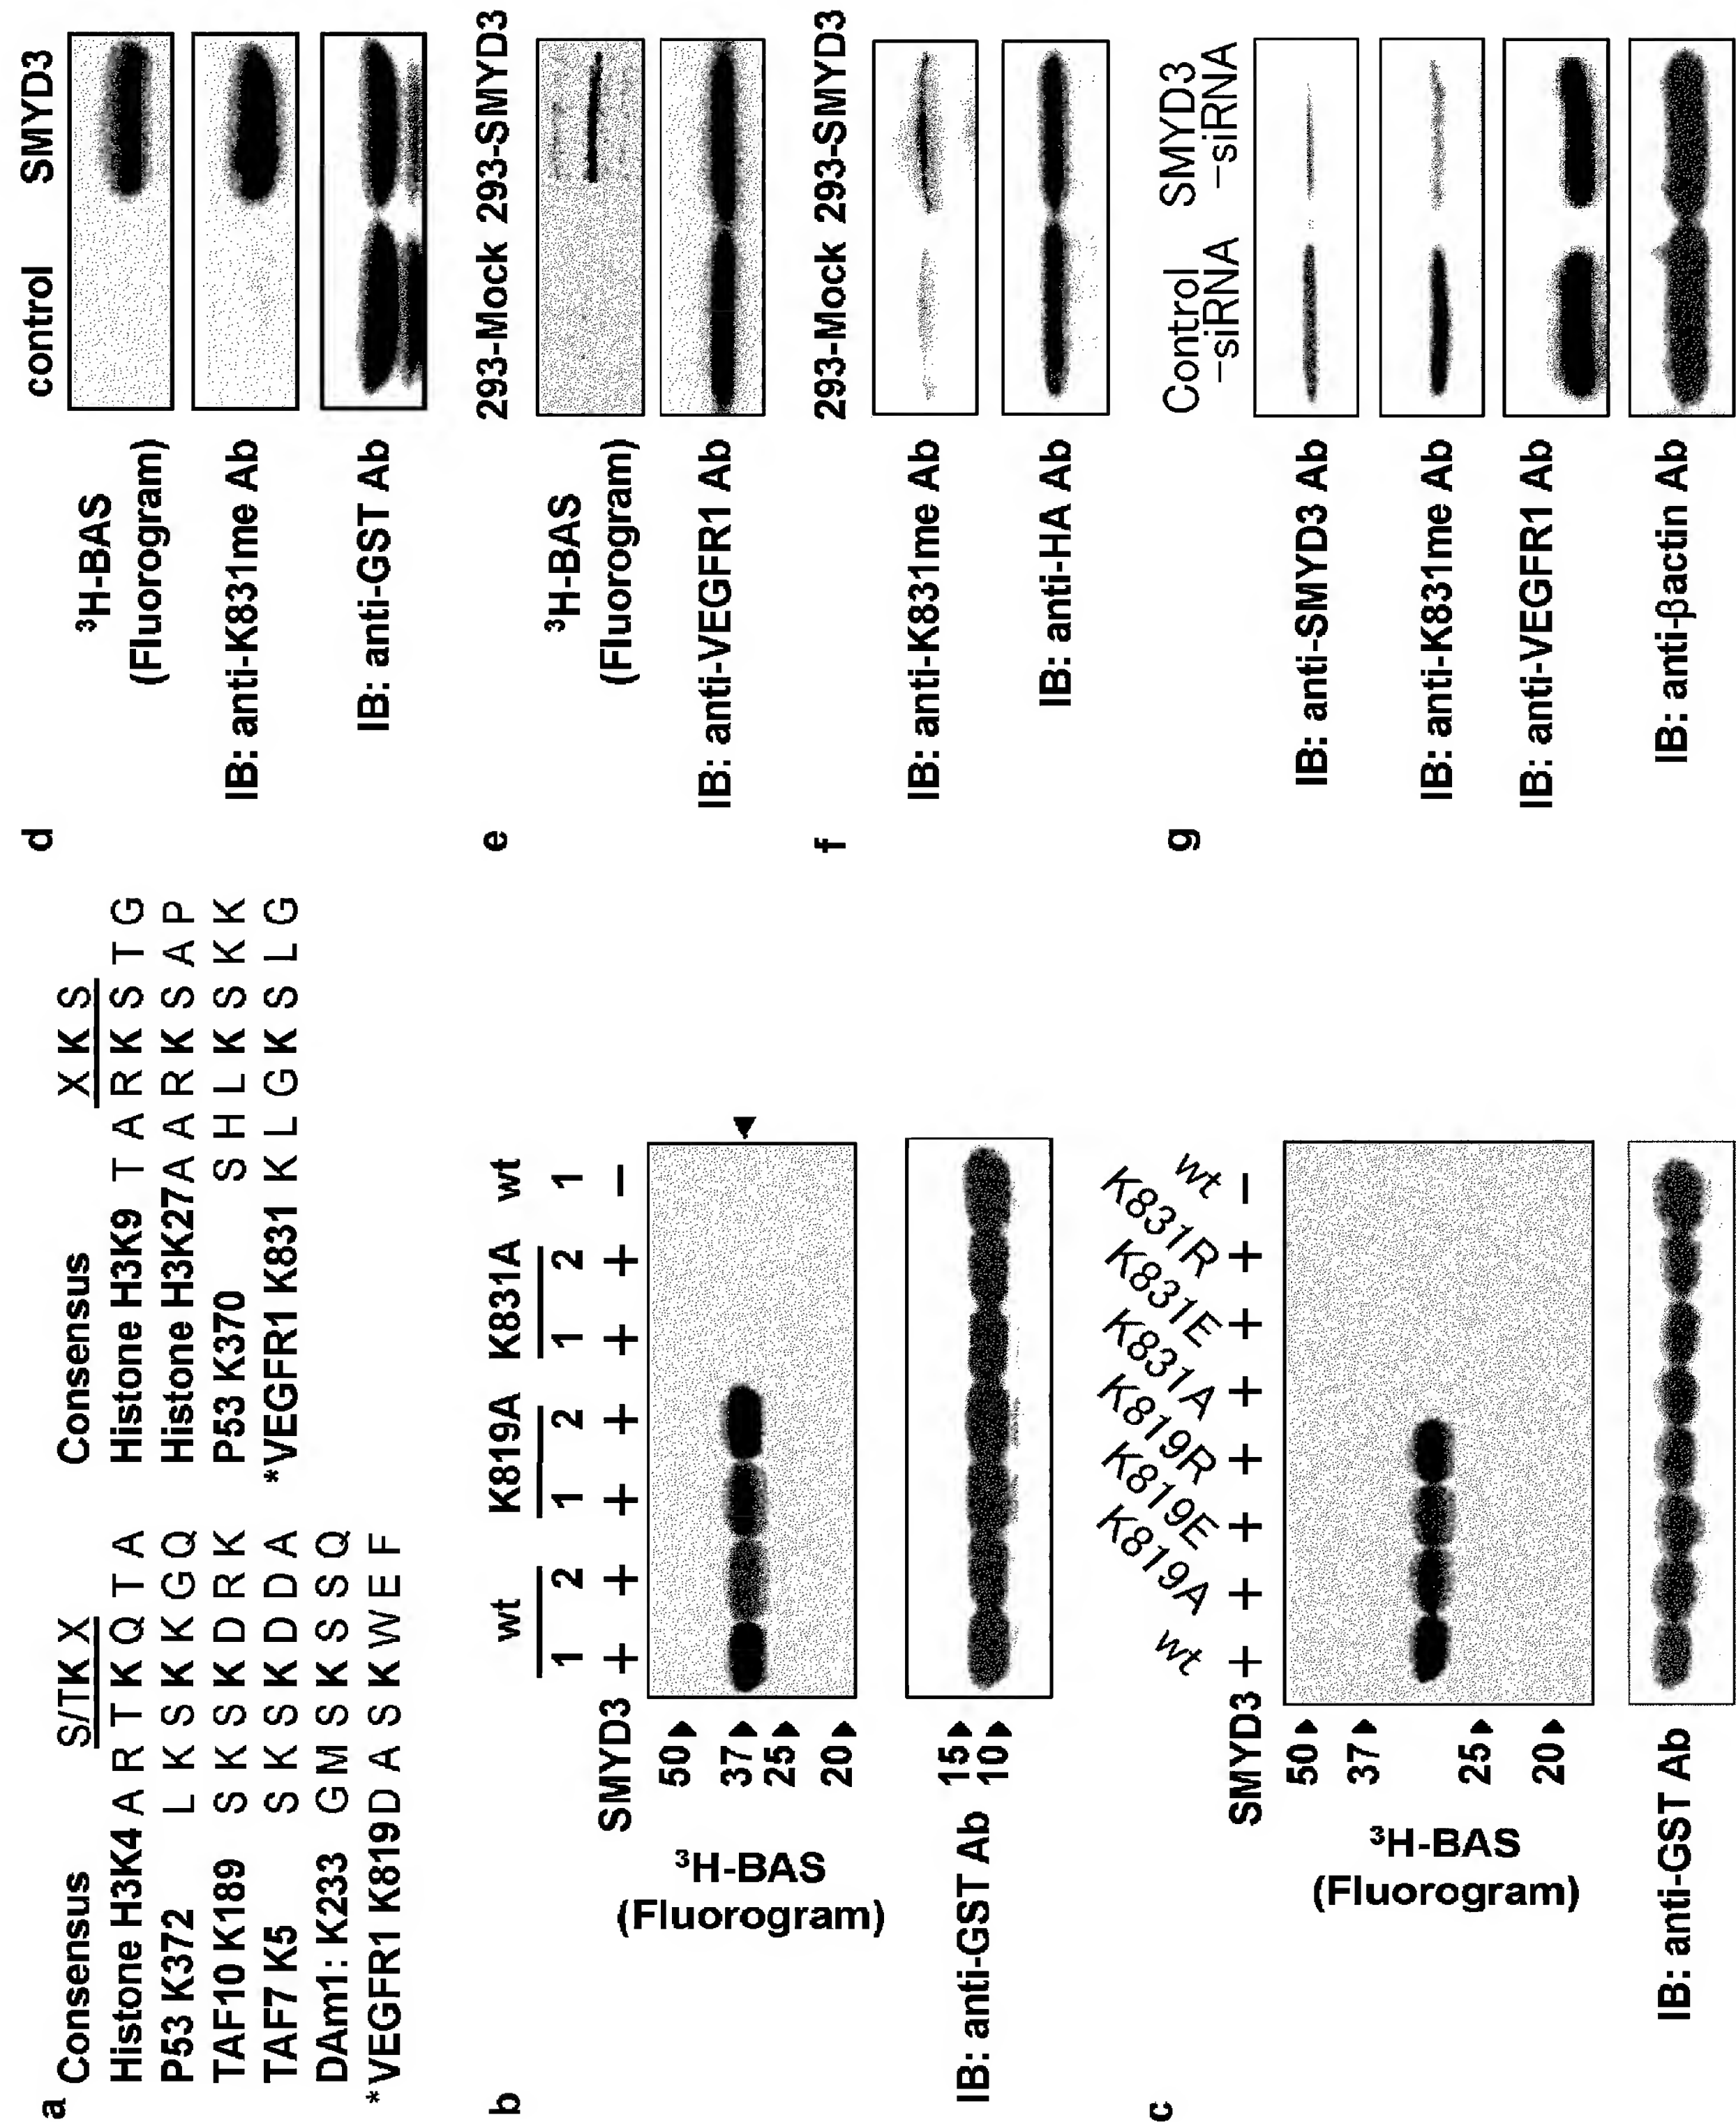 a
Consensus S/TK X
Histone H3K4 A R T K Q T A
P53 K372 L K S K K G Q
TAF10 K189 S K S K D R K
TAF7 K5 S K S K D D A
DAm1: K233 G M S K S S Q
*VEGFR1 K819 D A S K W E F
Consensus X K S
Histone H3K9 T A R K S T G
Histone H3K27 A A R K S A P
P53 K370 S H L K S K K
*VEGFR1 K831 K L G K S L G
b
wt K819A K831A wt
1 2 1 2 1 2 1
SMYD3 + + + + + + −
50
37
25
20
³H-BAS
(Fluorogram)
15
10
IB: anti-GST Ab
c
wt K819A K819E K819R K831A K831E K831R wt
SMYD3 + + + + + + + −
50
37
25
20
³H-BAS
(Fluorogram)
IB: anti-GST Ab
d
control SMYD3
³H-BAS
(Fluorogram)
IB: anti-K831me Ab
IB: anti-GST Ab
e
293-Mock 293-SMYD3
³H-BAS
(Fluorogram)
IB: anti-VEGFR1 Ab
f
293-Mock 293-SMYD3
IB: anti-K831me Ab
IB: anti-HA Ab
g
Control SMYD3
−siRNA −siRNA
IB: anti-SMYD3 Ab
IB: anti-K831me Ab
IB: anti-VEGFR1 Ab
IB: anti-βactin Ab